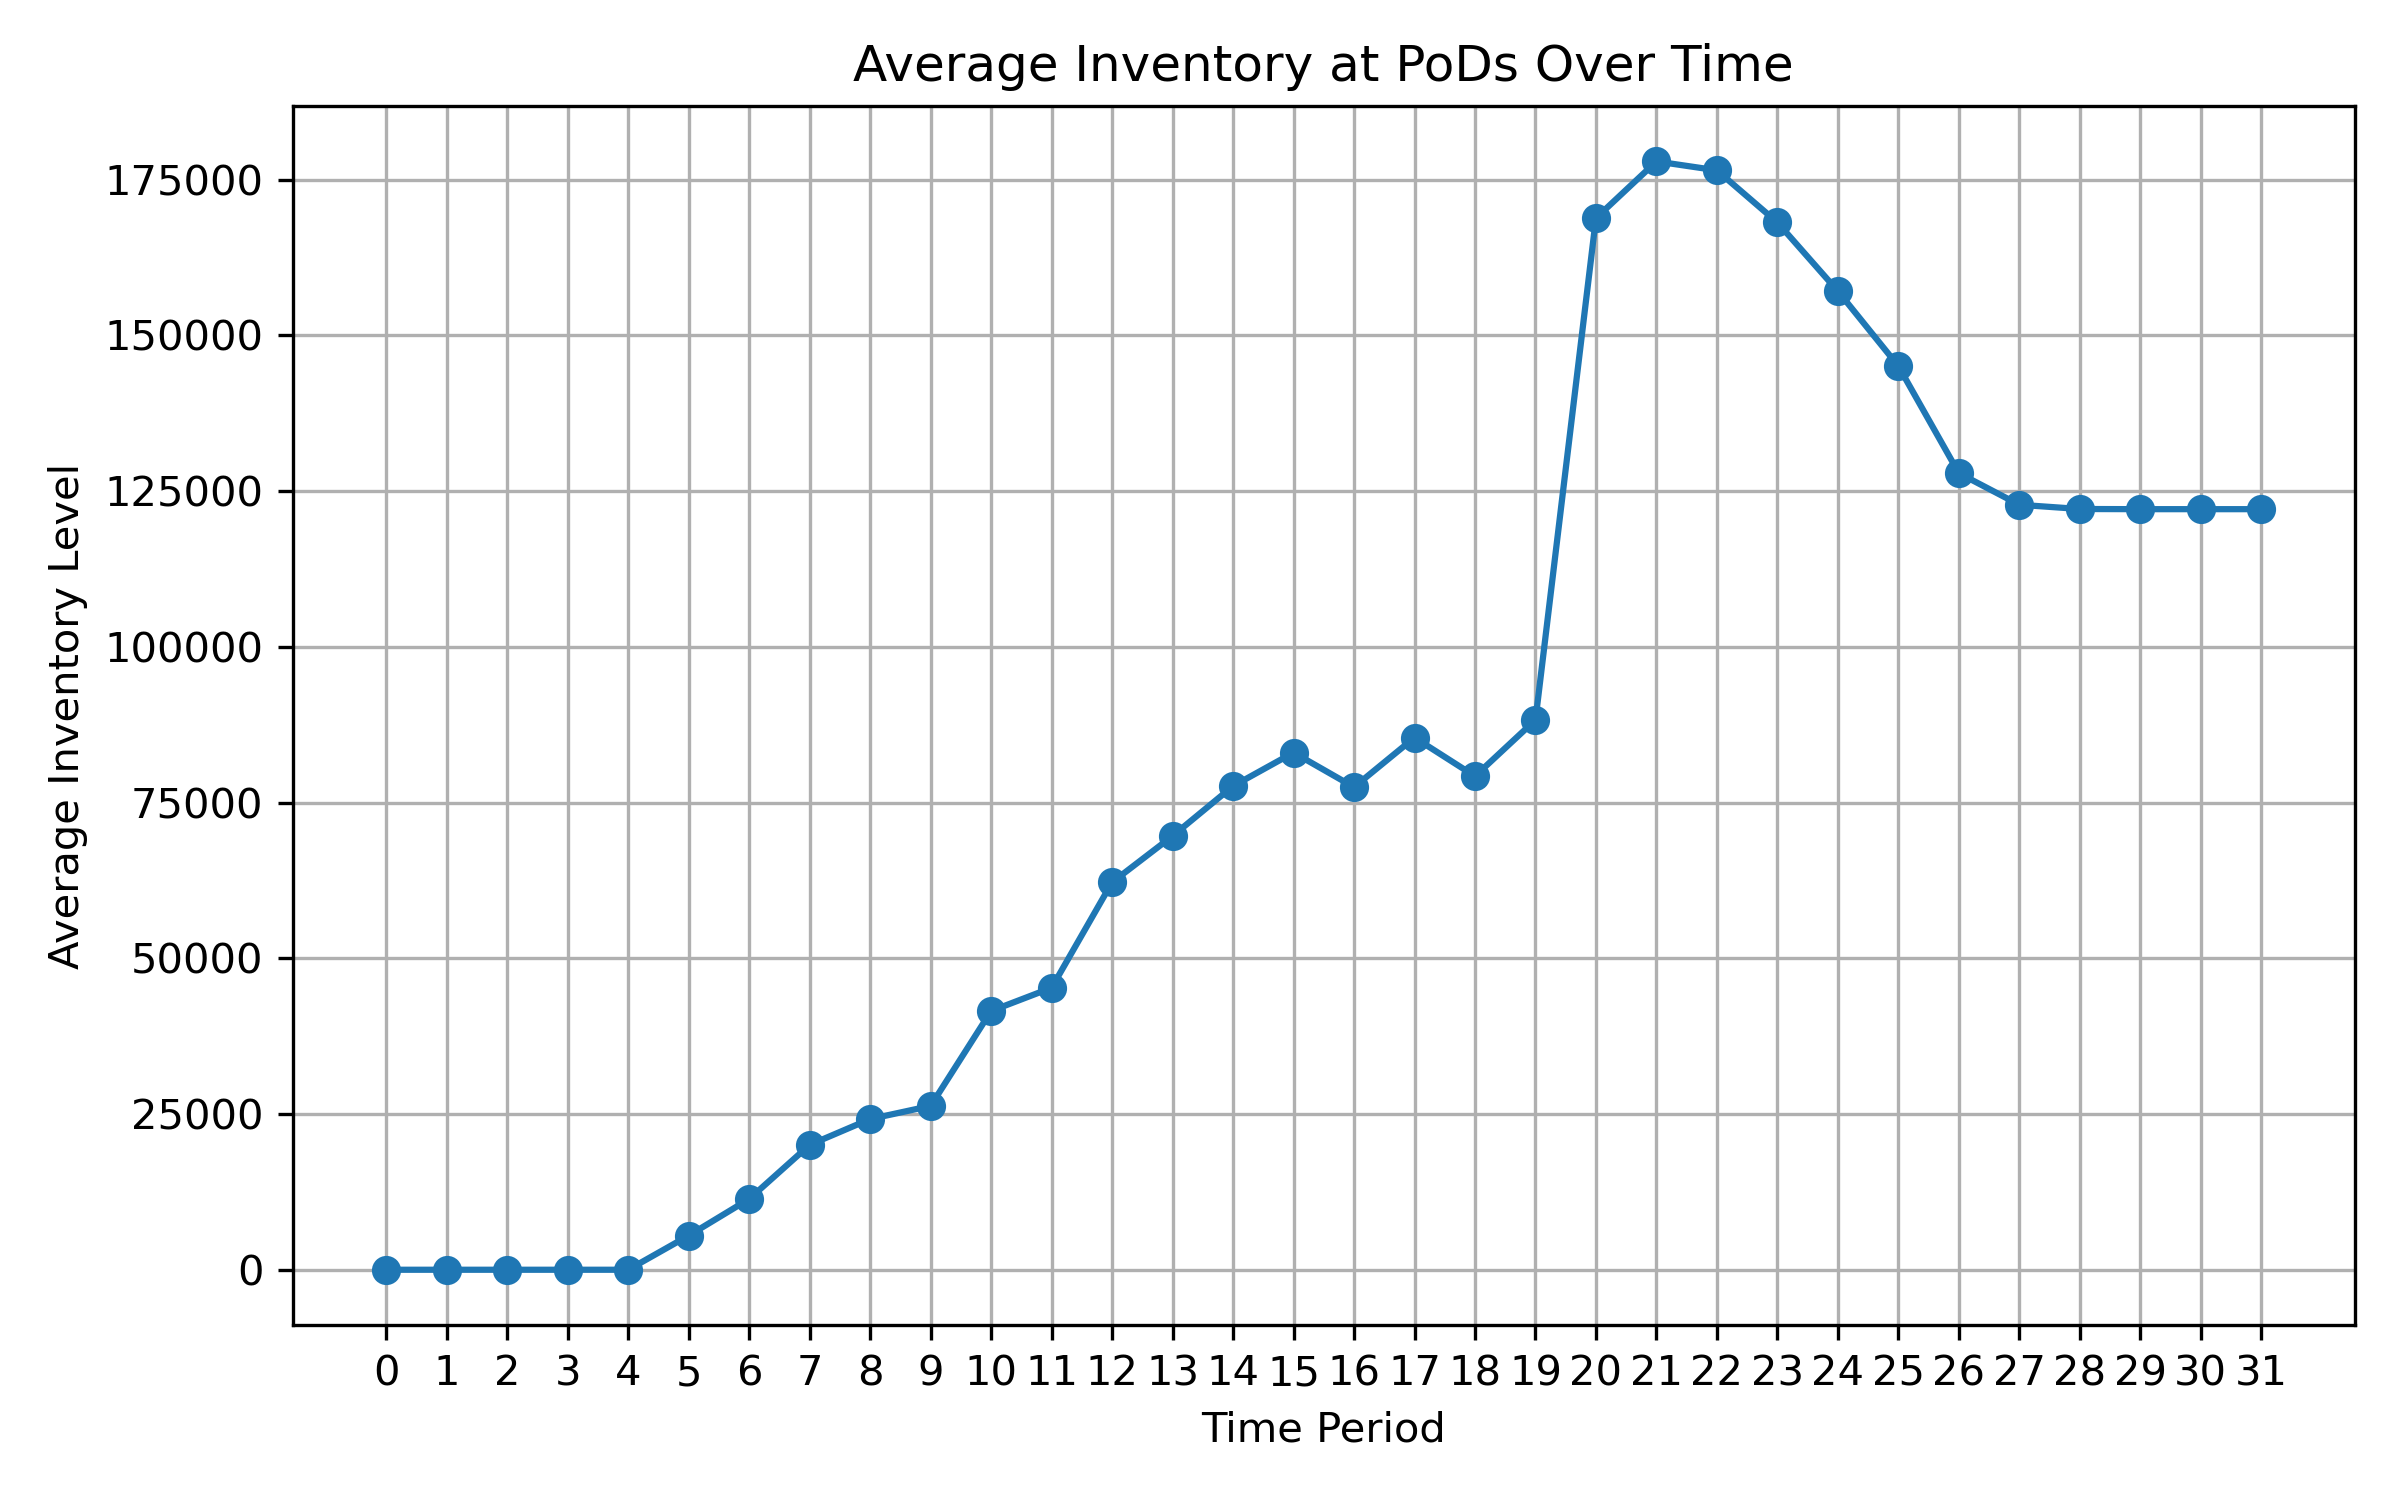 Average Inventory at PoDs Over Time
Average Inventory Level
175000
150000
125000
100000
75000
50000
25000
0
0 1 2 3 4 5 6 7 8 9 10 11 12 13 14 15 16 17 18 19 20 21 22 23 24 25 26 27 28 29 30 31
Time Period